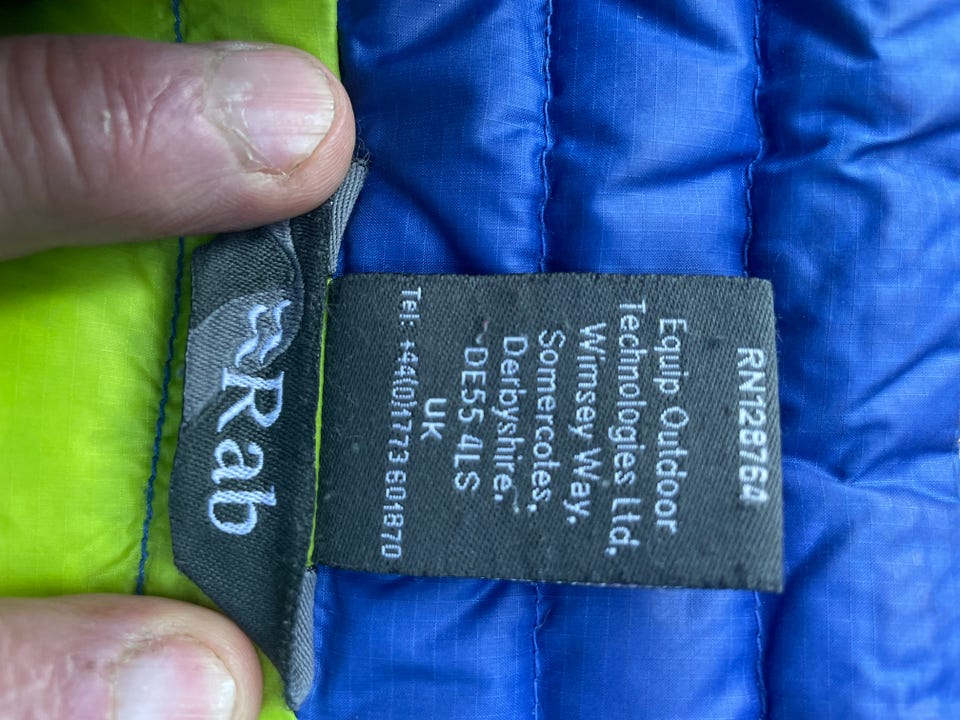 Rab
RN128764
Equip Outdoor
Technologies Ltd.
Wimsey Way.
Somercotes.
Derbyshire.
DE55 4LS
UK
Tel: +44(0)1773 601870